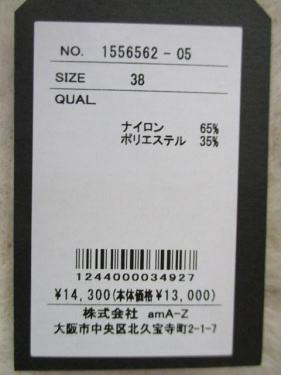 NO. 1556562-05
SIZE 38
QUAL.
ナイロン 65%
ポリエステル 35%
1244000034927
¥14,300(本体価格¥13,000)
株式会社 amA-Z
大阪市中央区北久宝寺町2-1-7